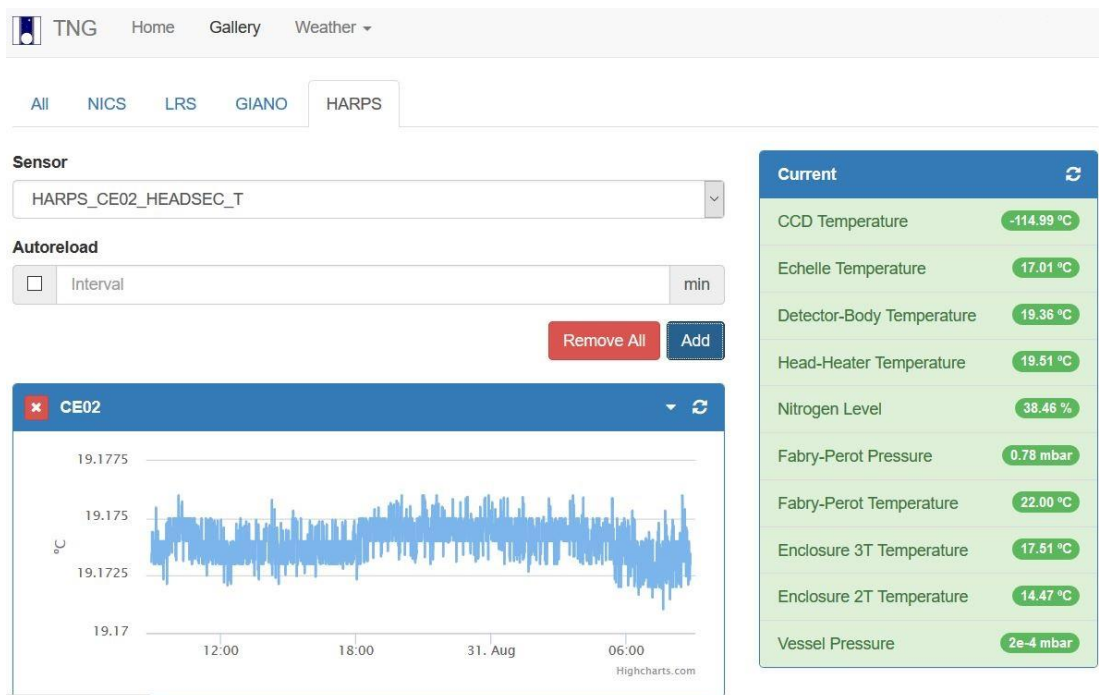 TNG Home Gallery Weather
All NICS LRS GIANO HARPS
Sensor
HARPS_CE02_HEADSEC_T
Autoreload
Interval min
Remove All Add
CE02
19.1775
19.175
°C
19.1725
19.17
12:00 18:00 31. Aug 06:00
Highcharts.com
Current
CCD Temperature -114.99 ºC
Echelle Temperature 17.01 ºC
Detector-Body Temperature 19.36 ºC
Head-Heater Temperature 19.51 ºC
Nitrogen Level 38.46 %
Fabry-Perot Pressure 0.78 mbar
Fabry-Perot Temperature 22.00 ºC
Enclosure 3T Temperature 17.51 ºC
Enclosure 2T Temperature 14.47 ºC
Vessel Pressure 2e-4 mbar